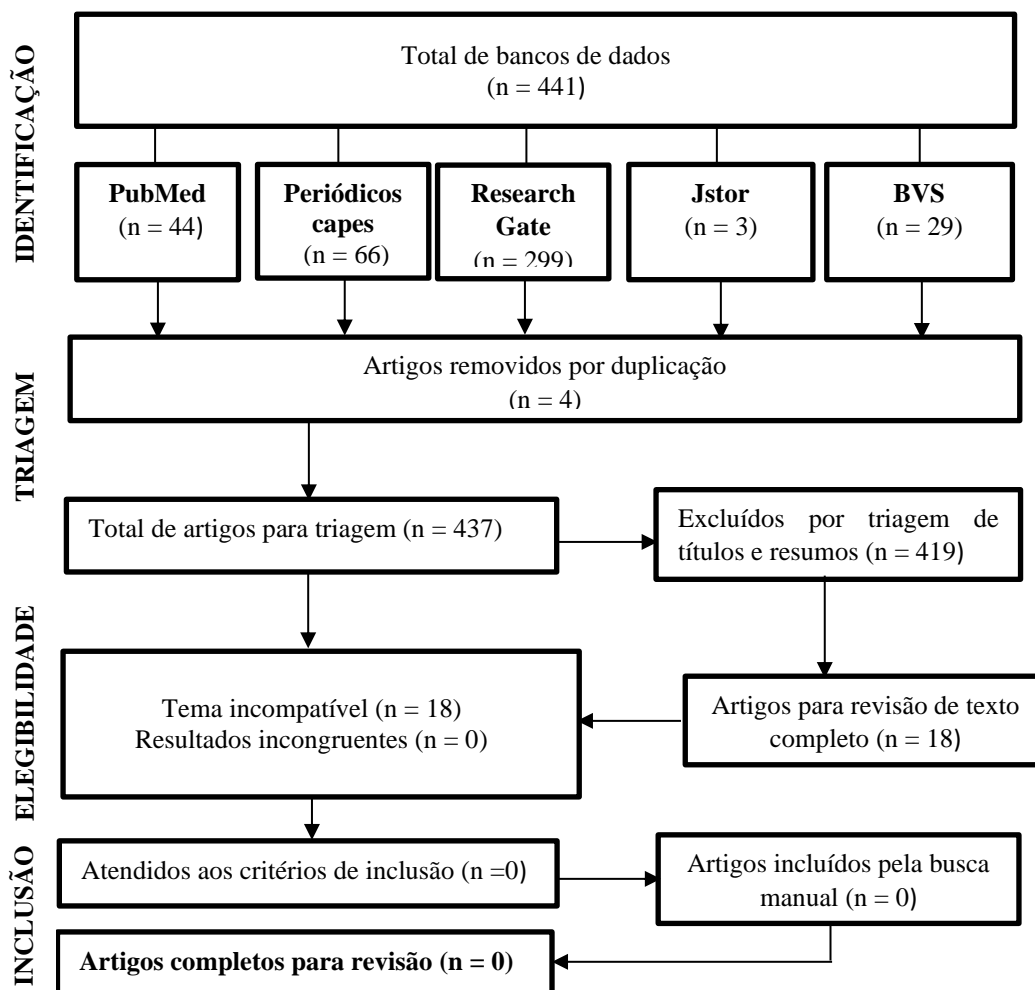 IDENTIFICAÇÃO
Total de bancos de dados
(n = 441)
PubMed
(n = 44)
Periódicos
capes
(n = 66)
Research
Gate
(n = 299)
Jstor
(n = 3)
BVS
(n = 29)
TRIAGEM
Artigos removidos por duplicação
(n = 4)
Total de artigos para triagem (n = 437)
Excluídos por triagem de
títulos e resumos (n = 419)
ELEGIBILIDADE
Tema incompatível (n = 18)
Resultados incongruentes (n = 0)
Artigos para revisão de texto
completo (n = 18)
INCLUSÃO
Atendidos aos critérios de inclusão (n =0)
Artigos incluídos pela busca
manual (n = 0)
Artigos completos para revisão (n = 0)